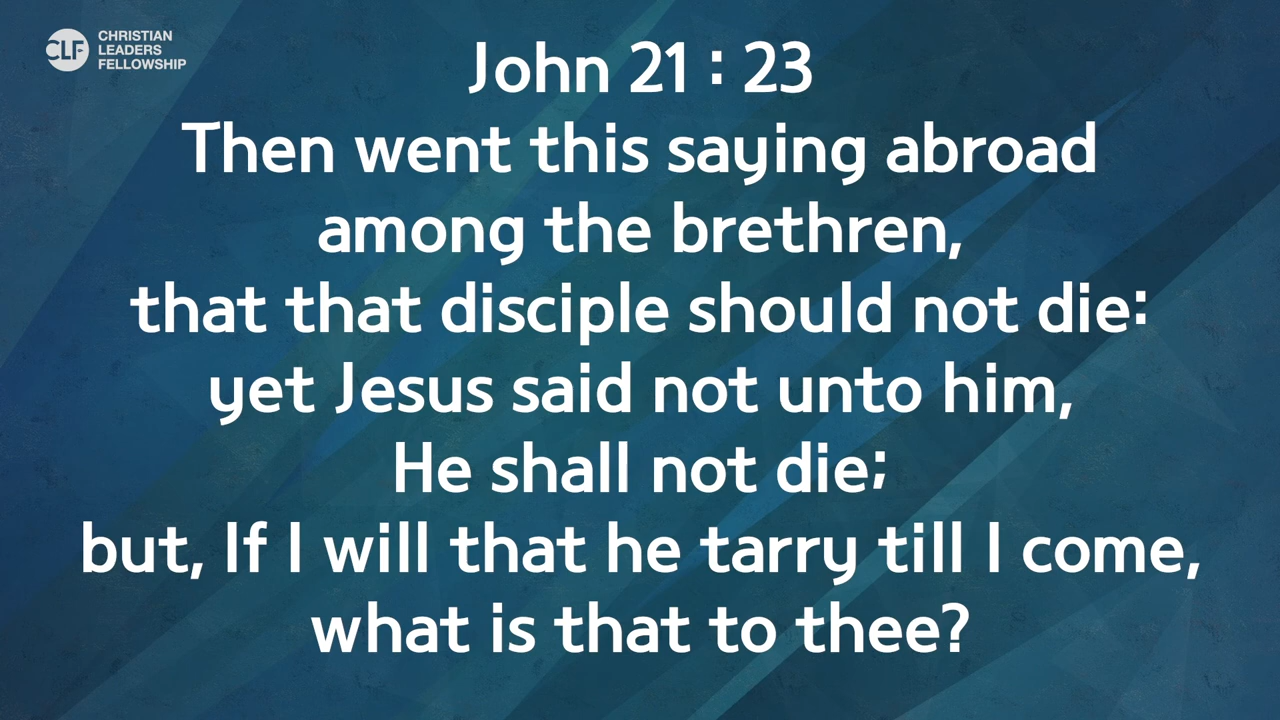 CLF
CHRISTIAN
LEADERS
FELLOWSHIP
John 21 : 23
Then went this saying abroad
among the brethren,
that that disciple should not die:
yet Jesus said not unto him,
He shall not die;
but, If I will that he tarry till I come,
what is that to thee?